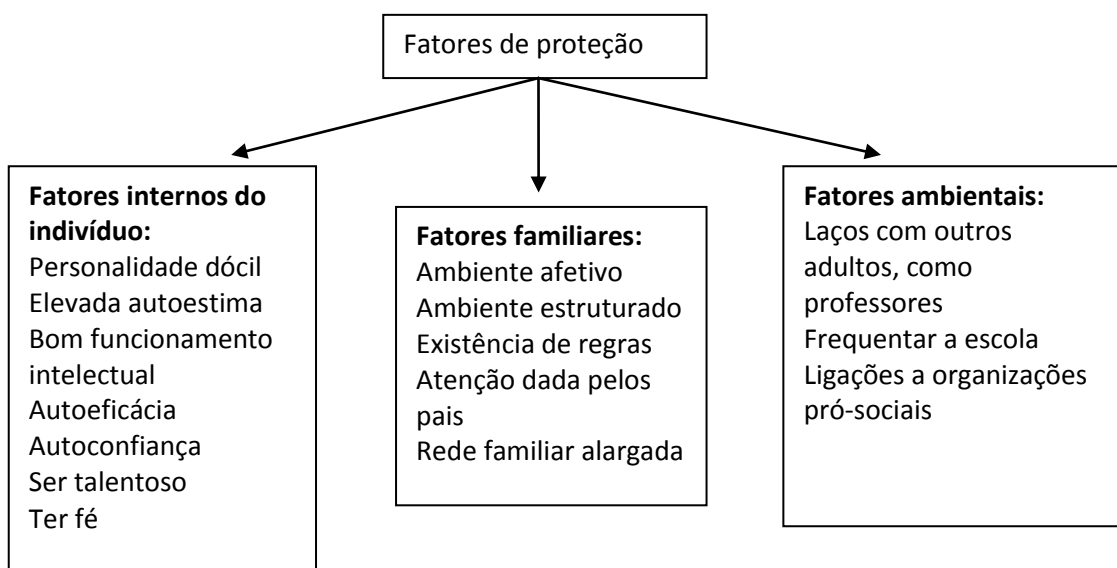 Fatores de proteção
Fatores internos do
indivíduo:
Personalidade dócil
Elevada autoestima
Bom funcionamento
intelectual
Autoeficácia
Autoconfiança
Ser talentoso
Ter fé
Fatores familiares:
Ambiente afetivo
Ambiente estruturado
Existência de regras
Atenção dada pelos
pais
Rede familiar alargada
Fatores ambientais:
Laços com outros
adultos, como
professores
Frequentar a escola
Ligações a organizações
pró-sociais